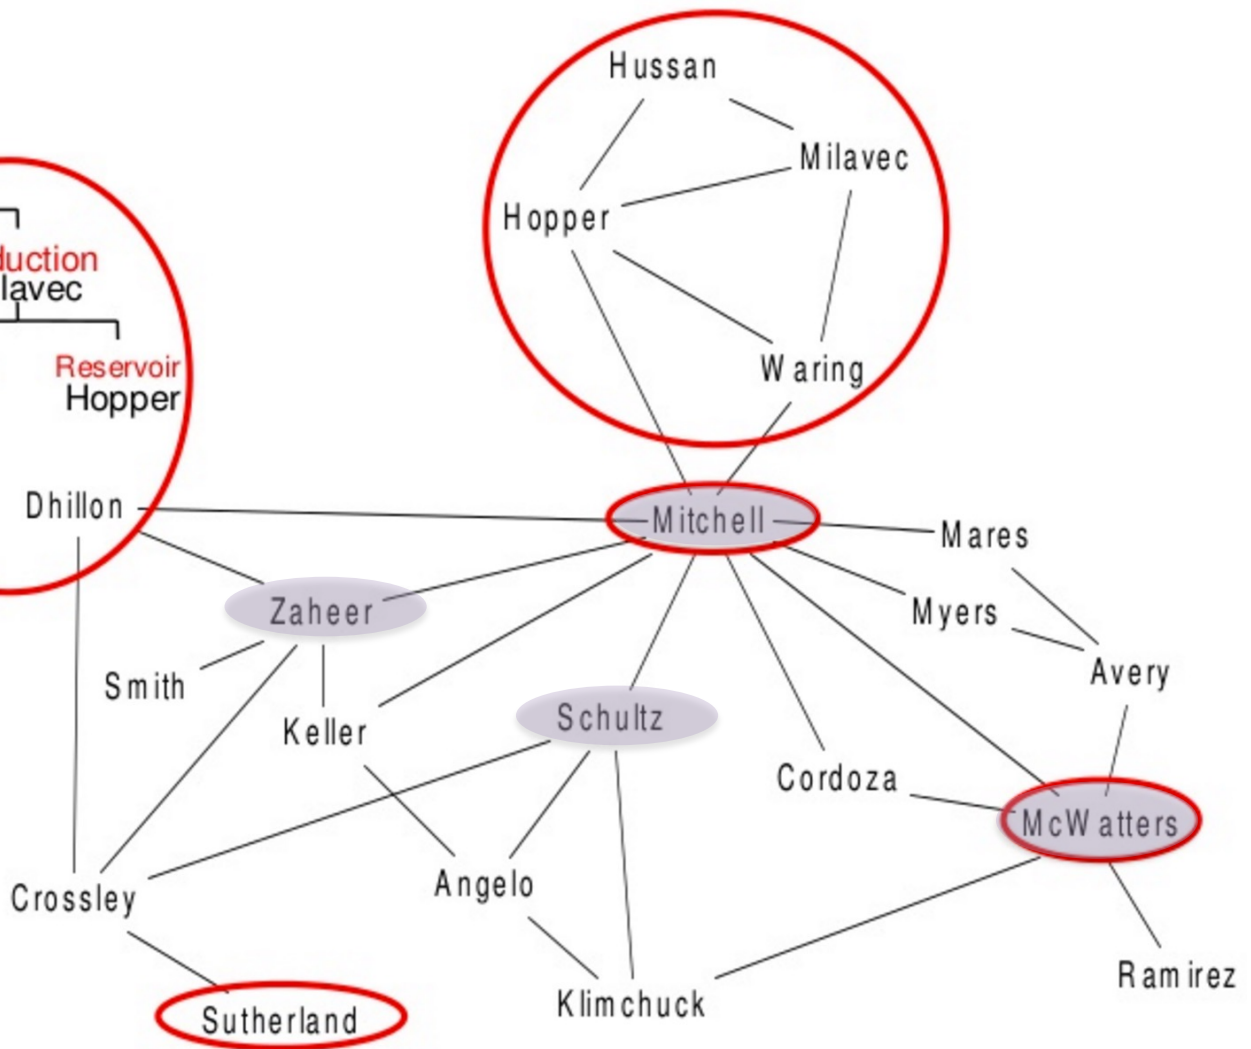 Hussan
Milavec
Hopper
duction
lavec
Reservoir
Hopper
Waring
Dhillon
Mitchell
Mares
Zaheer
Myers
Smith
Avery
Keller
Schultz
Cordoza
McWatters
Angelo
Crossley
Ramirez
Klimchuck
Sutherland